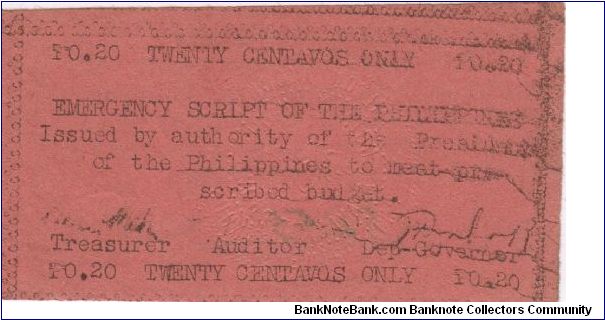 ₱0.20 TWENTY CENTAVOS ONLY ₱0.20
EMERGENCY SCRIPT OF THE PHILIPPINES
Issued by authority of the President
of the Philippines to meet pre-
scribed budget.
Treasurer Auditor Dep-Governor
₱0.20 TWENTY CENTAVOS ONLY ₱0.20
BankNoteBank.com Banknote Collectors Community